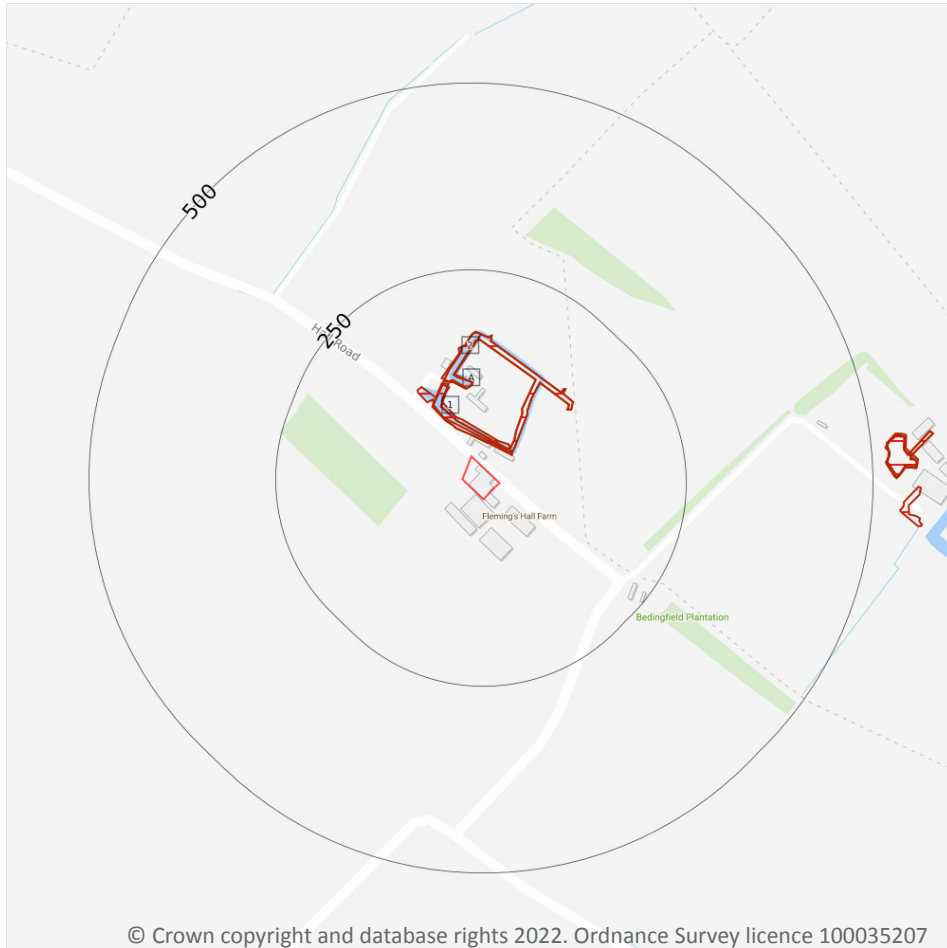 500
250
Hall Road
2
A
1
Fleming's Hall Farm
Bedingfield Plantation
© Crown copyright and database rights 2022. Ordnance Survey licence 100035207